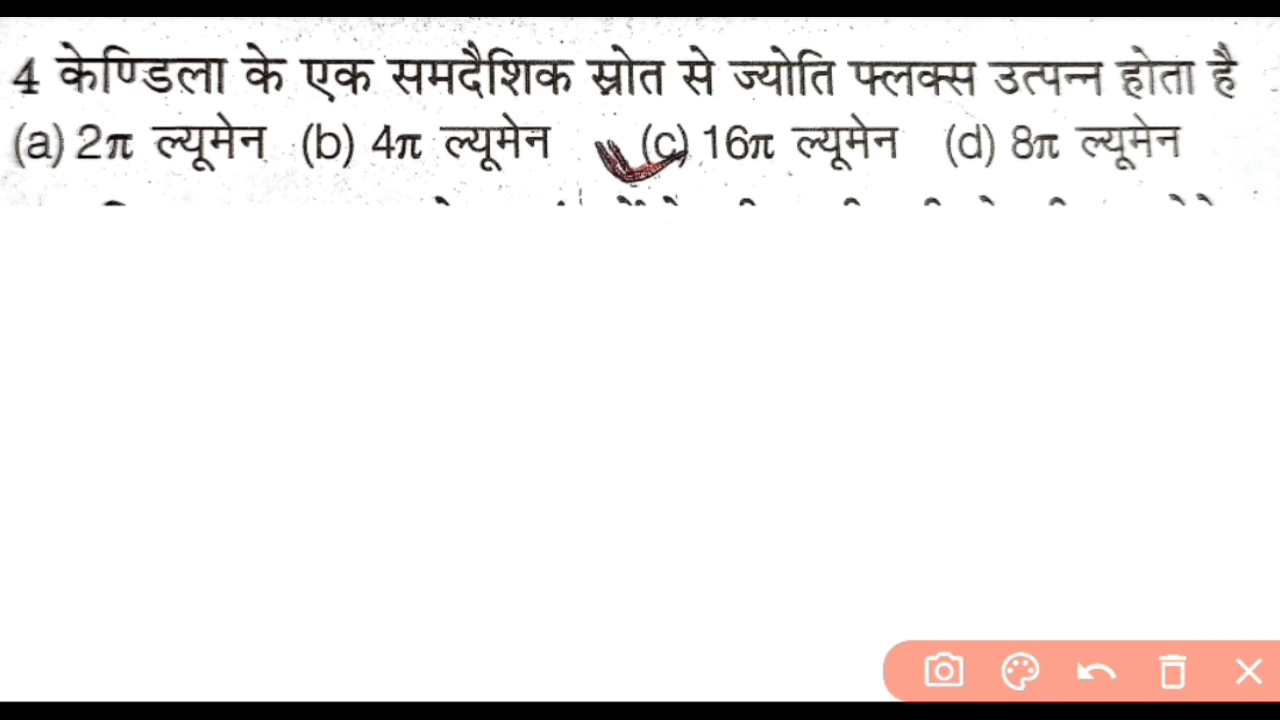 4 केण्डिला के एक समदैशिक स्रोत से ज्योति फ्लक्स उत्पन्न होता है
(a) 2π ल्यूमेन (b) 4π ल्यूमेन (c) 16π ल्यूमेन (d) 8π ल्यूमेन